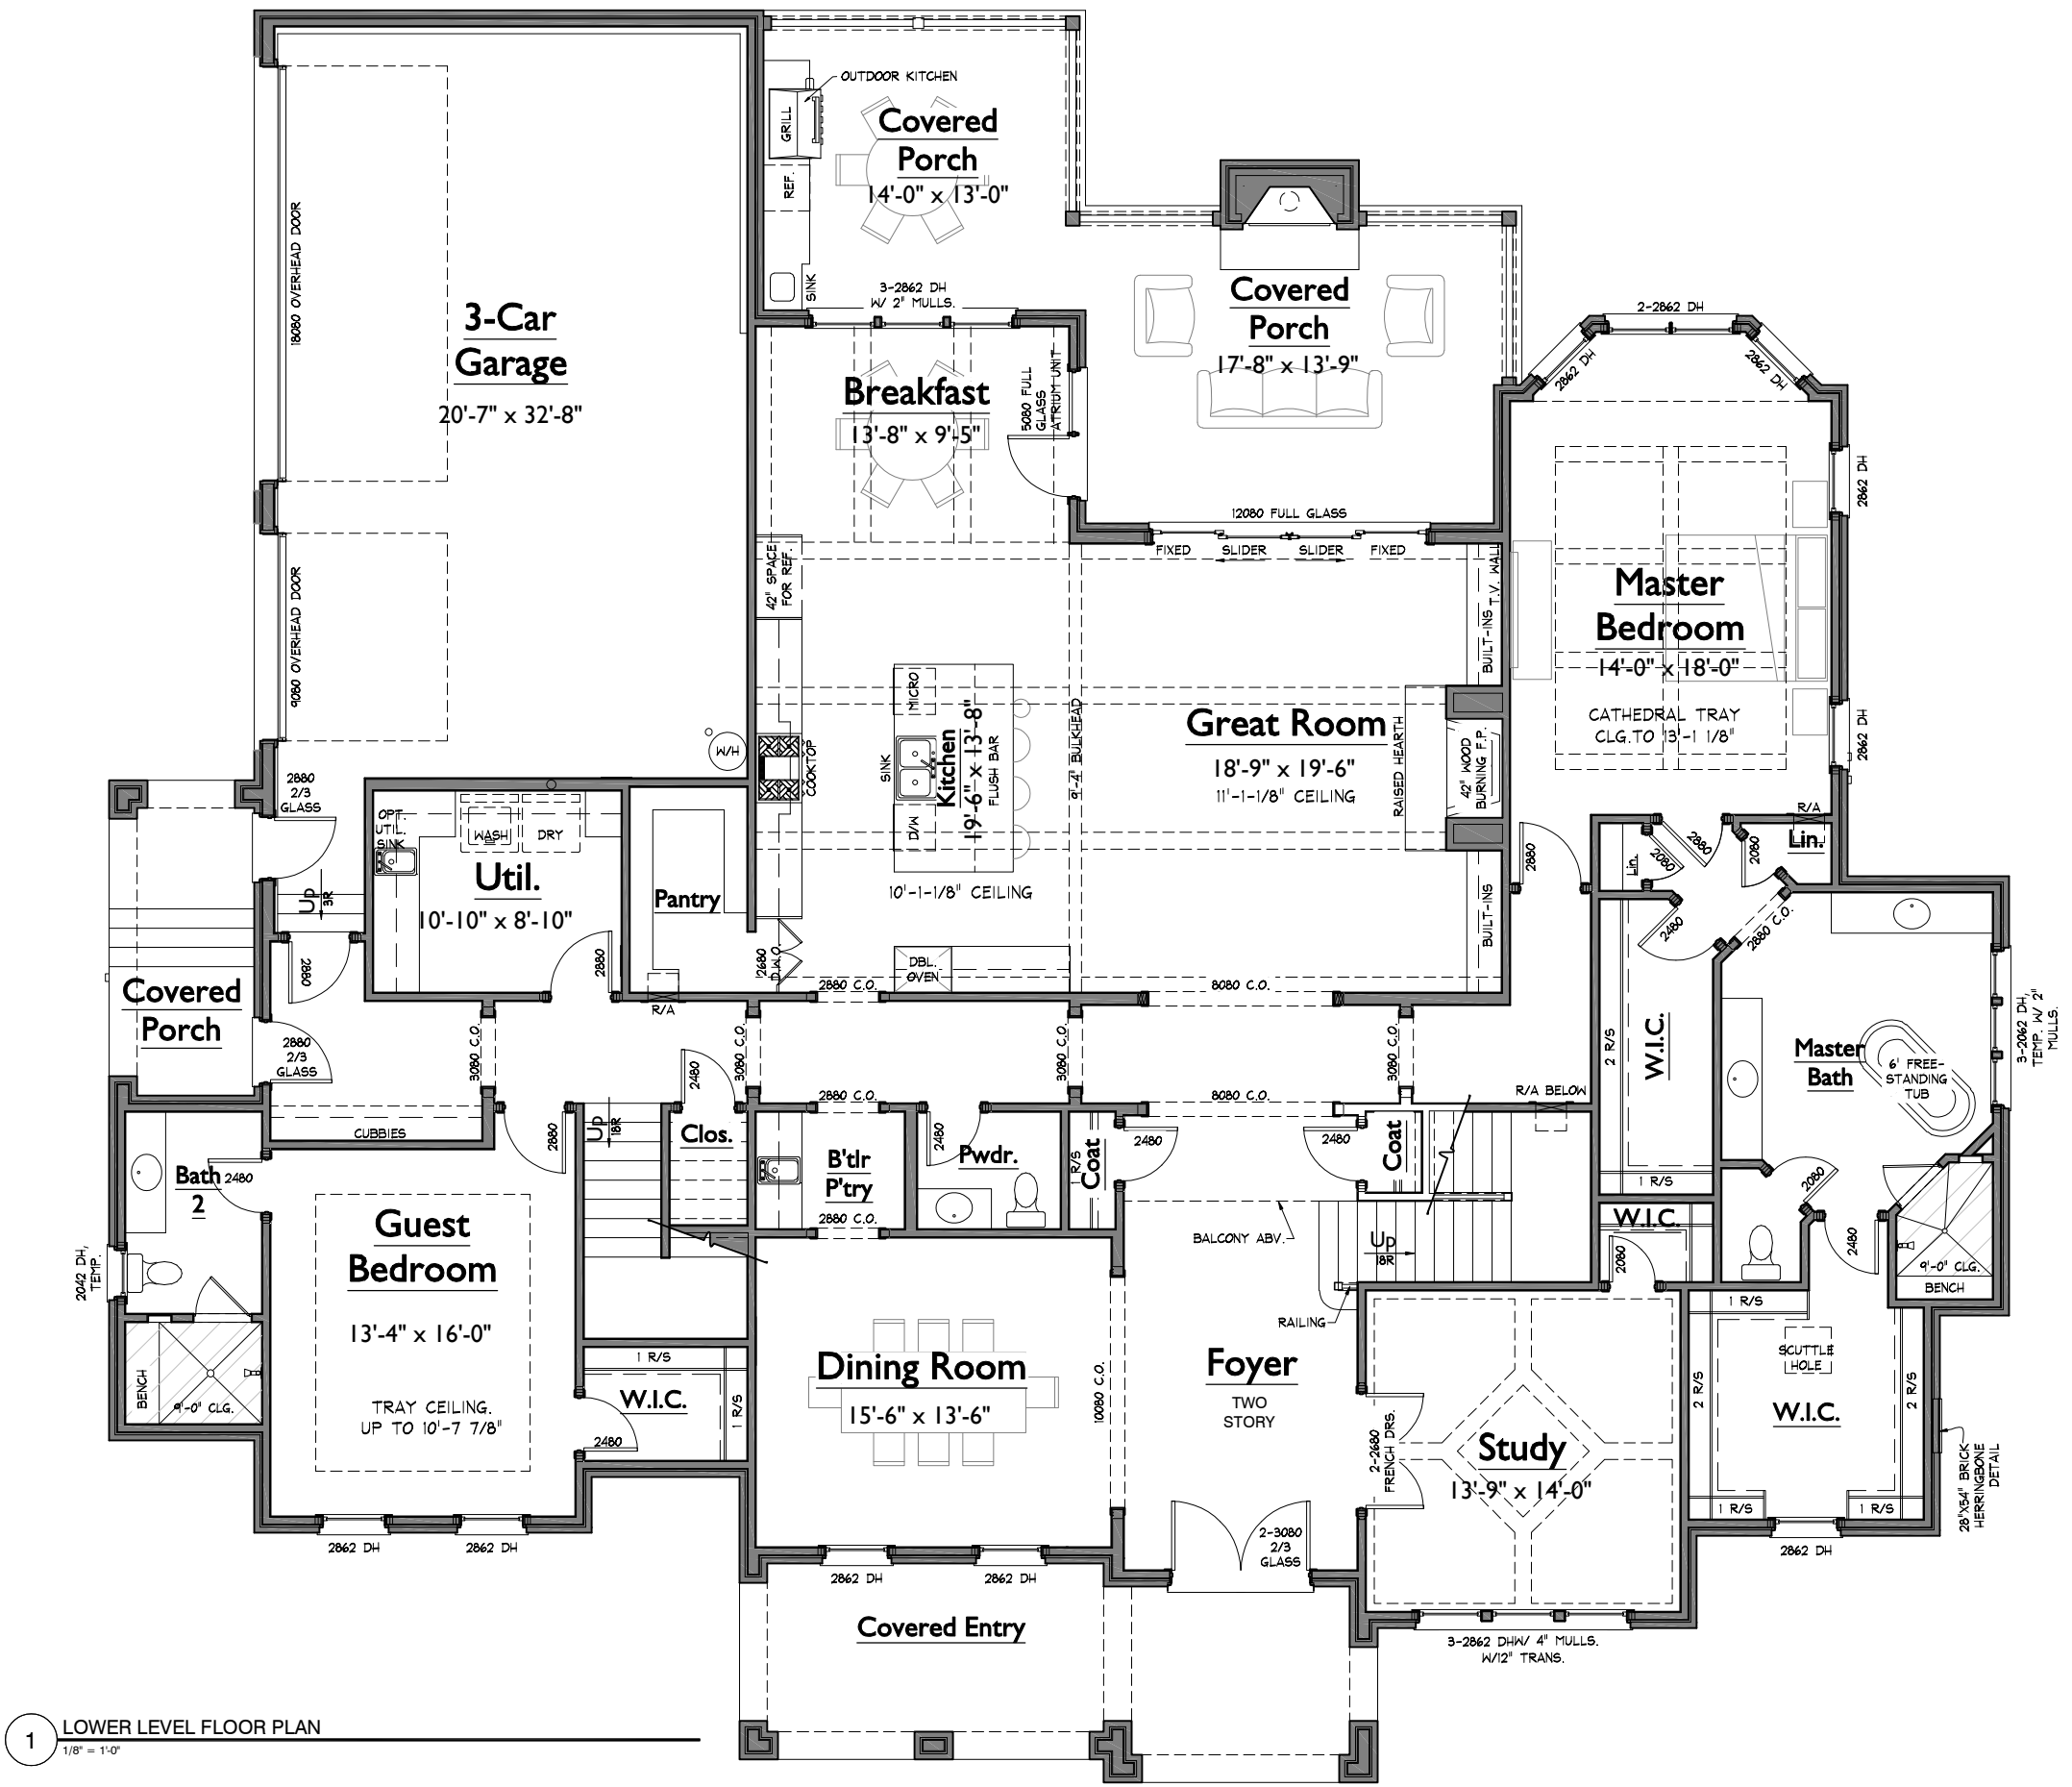 OUTDOOR KITCHEN
GRILL
REF.
SINK
Covered
Porch
14'-0" x 13'-0"
3-2862 DH
W/ 2" MULLS.
18080 OVERHEAD DOOR
9080 OVERHEAD DOOR
3-Car
Garage
20'-7" x 32'-8"
W/H
Breakfast
13'-8" x 9'-5"
5080 FULL
GLASS
ATRIUM UNIT
Covered
Porch
17'-8" x 13'-9"
12080 FULL GLASS
FIXED
SLIDER
SLIDER
FIXED
2-2862 DH
2862 DH
2862 DH
2862 DH
2862 DH
Master
Bedroom
14'-0" x 18'-0"
CATHEDRAL TRAY
CLG.TO 13'-1 1/8"
42" SPACE
FOR REF.
COOKTOP
MICRO
SINK
D/W
Kitchen
19'-6" x 13'-8"
FLUSH BAR
10'-1-1/8" CEILING
9'-4" BULKHEAD
DBL.
OVEN
Great Room
18'-9" x 19'-6"
11'-1-1/8" CEILING
RAISED HEARTH
42" WOOD
BURNING F.P.
BUILT-INS
T.V. WALL
BUILT-INS
2880
2/3
GLASS
OPT.
UTIL.
SINK
WASH
DRY
Util.
10'-10" x 8'-10"
Pantry
2680
D.W.O.
UP
3R
2880
2880
R/A
2880 C.O.
8080 C.O.
2880
R/A
Lin.
Lin.
2880
2080
2080
2480
2880 C.O.
Covered
Porch
2880
2/3
GLASS
CUBBIES
3080 C.O.
3080 C.O.
3080 C.O.
3080 C.O.
2880 C.O.
8080 C.O.
R/A BELOW
2 R/S
W.I.C.
1 R/S
Master
Bath
6' FREE-
STANDING
TUB
3-2062 DH,
TEMP. W/ 2"
MULLS.
Bath
2
2480
2042 DH,
TEMP.
BENCH
9'-0" CLG.
2880
UP
18R
2480
Clos.
B'tlr
P'try
2880 C.O.
2480
Pwdr.
1 R/S
Coat
2480
2480
Coat
BALCONY ABV.
UP
18R
RAILING
W.I.C.
2080
2080
2480
9'-0" CLG.
BENCH
Guest
Bedroom
13'-4" x 16'-0"
TRAY CEILING.
UP TO 10'-7 7/8"
1 R/S
W.I.C.
1 R/S
2480
Dining Room
15'-6" x 13'-6"
10080 C.O.
Foyer
TWO
STORY
2-2680
FRENCH DRS.
2-3080
2/3
GLASS
Study
13'-9" x 14'-0"
1 R/S
SCUTTLE
HOLE
2 R/S
2 R/S
W.I.C.
1 R/S
1 R/S
28"X54" BRICK
HERRINGBONE
DETAIL
2862 DH
2862 DH
2862 DH
2862 DH
2862 DH
Covered Entry
3-2862 DHW/ 4" MULLS.
W/12" TRANS.
1
LOWER LEVEL FLOOR PLAN
1/8" = 1'-0"